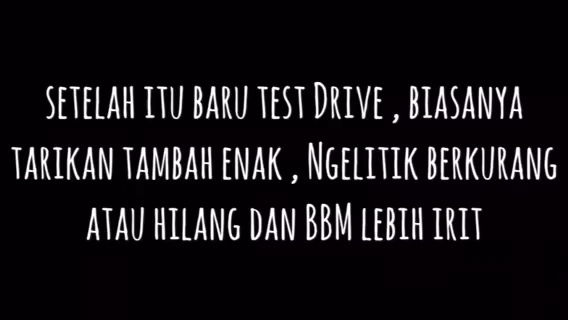 setelah itu baru test Drive , biasanya
tarikan tambah enak , Ngelitik berkurang
atau hilang dan BBM lebih irit